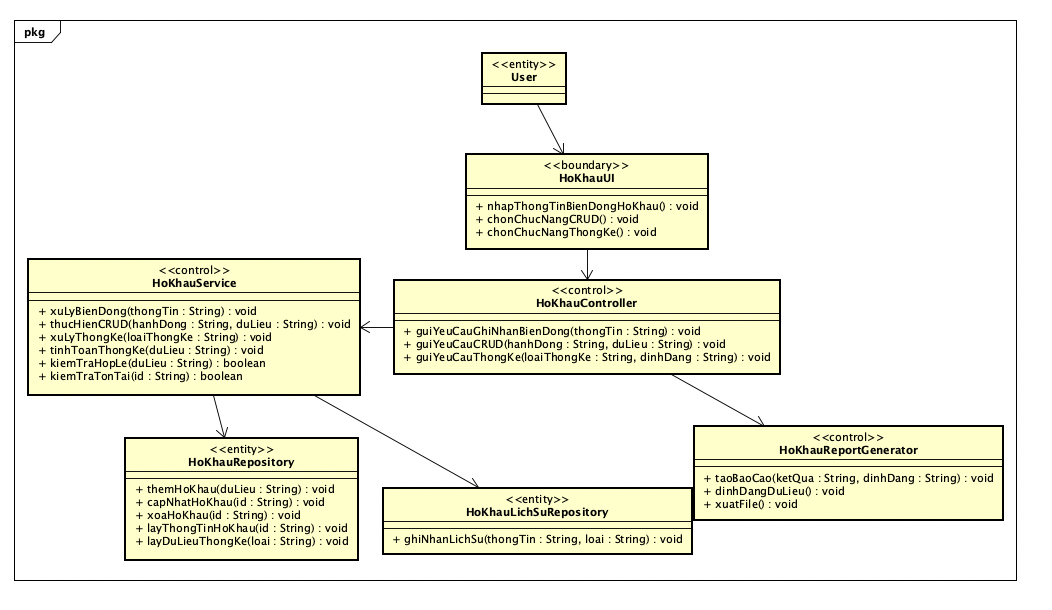 pkg
<<entity>>
User
<<boundary>>
HoKhauUI
+ nhapThongTinBienDongHoKhau() : void
+ chonChucNangCRUD() : void
+ chonChucNangThongKe() : void
<<control>>
HoKhauService
+ xuLyBienDong(thongTin : String) : void
+ thucHienCRUD(hanhDong : String, duLieu : String) : void
+ xuLyThongKe(loaiThongKe : String) : void
+ tinhToanThongKe(duLieu : String) : void
+ kiemTraHopLe(duLieu : String) : boolean
+ kiemTraTonTai(id : String) : boolean
<<control>>
HoKhauController
+ guiYeuCauGhiNhanBienDong(thongTin : String) : void
+ guiYeuCauCRUD(hanhDong : String, duLieu : String) : void
+ guiYeuCauThongKe(loaiThongKe : String, dinhDang : String) : void
<<entity>>
HoKhauRepository
+ themHoKhau(duLieu : String) : void
+ capNhatHoKhau(id : String) : void
+ xoaHoKhau(id : String) : void
+ layThongTinHoKhau(id : String) : void
+ layDuLieuThongKe(loai : String) : void
<<entity>>
HoKhauLichSuRepository
+ ghiNhanLichSu(thongTin : String, loai : String) : void
<<control>>
HoKhauReportGenerator
+ taoBaoCao(ketQua : String, dinhDang : String) : void
+ dinhDangDuLieu() : void
+ xuatFile() : void